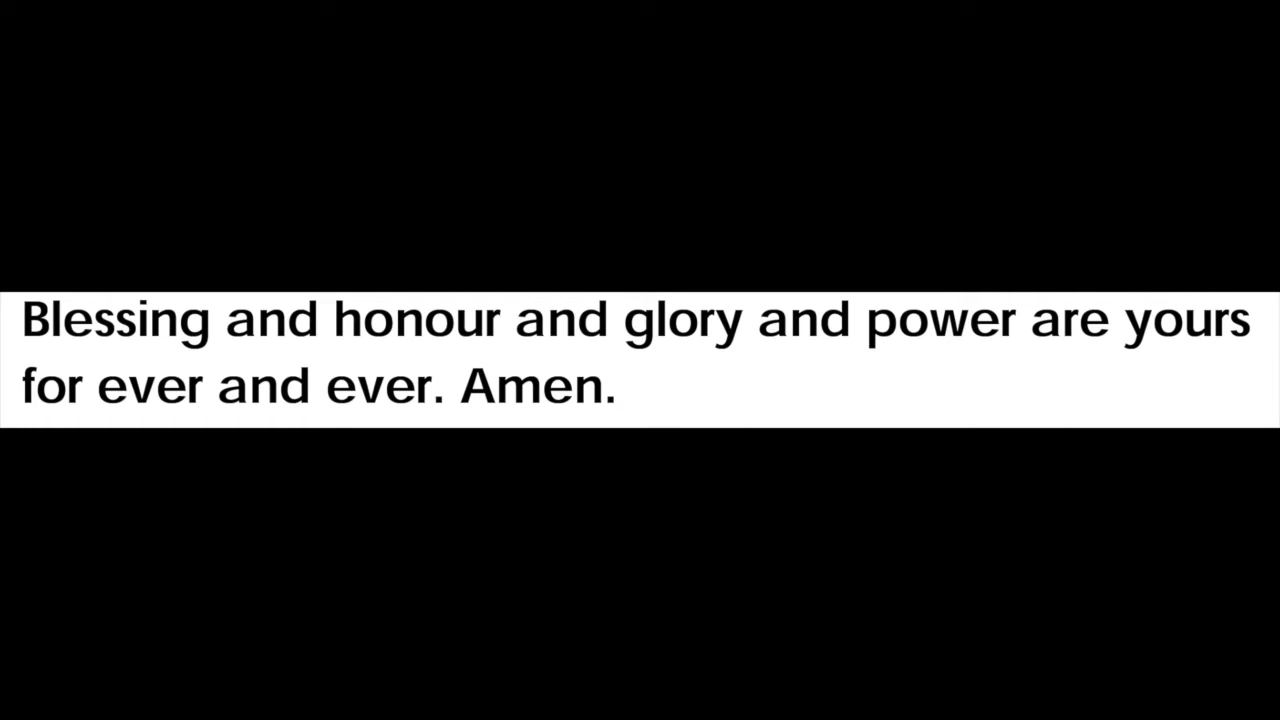 Blessing and honour and glory and power are yours
for ever and ever. Amen.